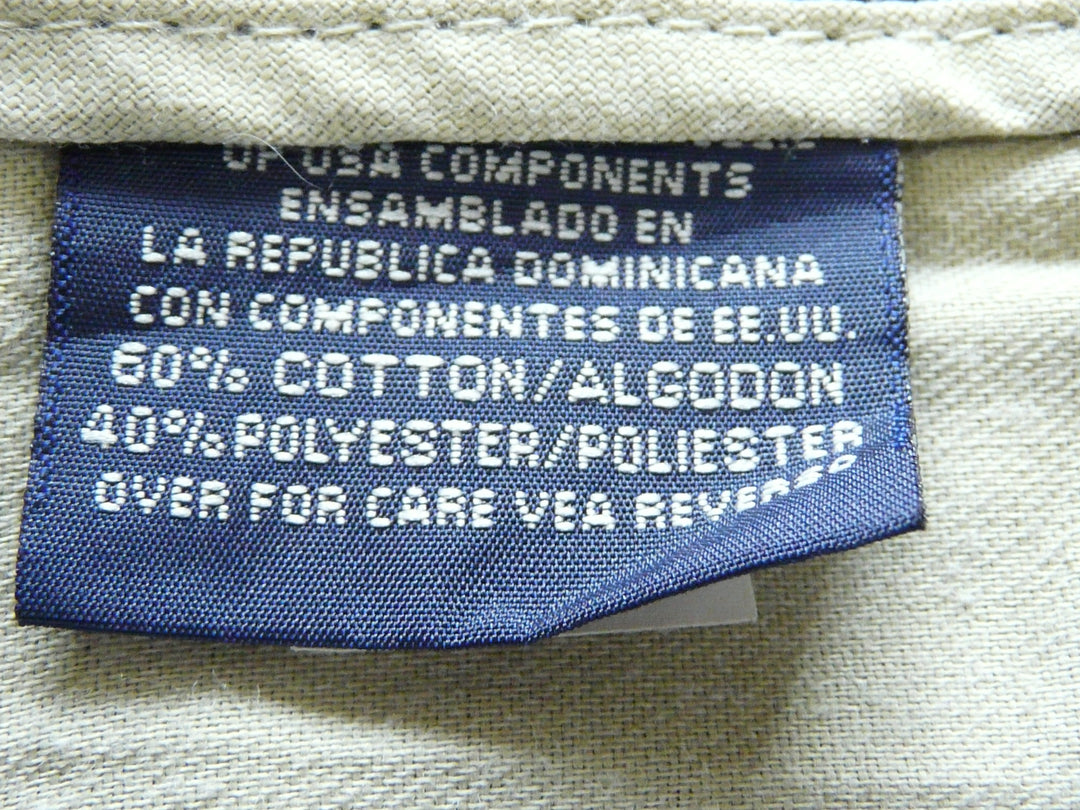 OF USA COMPONENTS
ENSAMBLADO EN
LA REPUBLICA DOMINICANA
CON COMPONENTES DE EE.UU.
60% COTTON/ALGODON
40% POLYESTER/POLIESTER
OVER FOR CARE VEA REVERSO